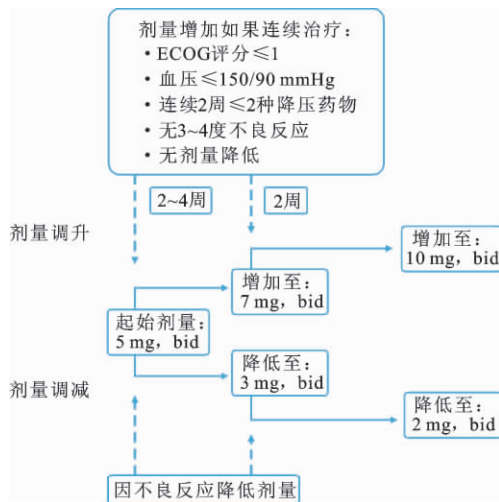 剂量增加如果连续治疗：
·ECOG评分≤1
·血压≤150/90 mmHg
·连续2周≤2种降压药物
·无3~4度不良反应
·无剂量降低
2~4周
2周
剂量调升
增加至：
10 mg，bid
增加至：
7 mg，bid
起始剂量：
5 mg，bid
降低至：
3 mg，bid
剂量调减
降低至：
2 mg，bid
因不良反应降低剂量